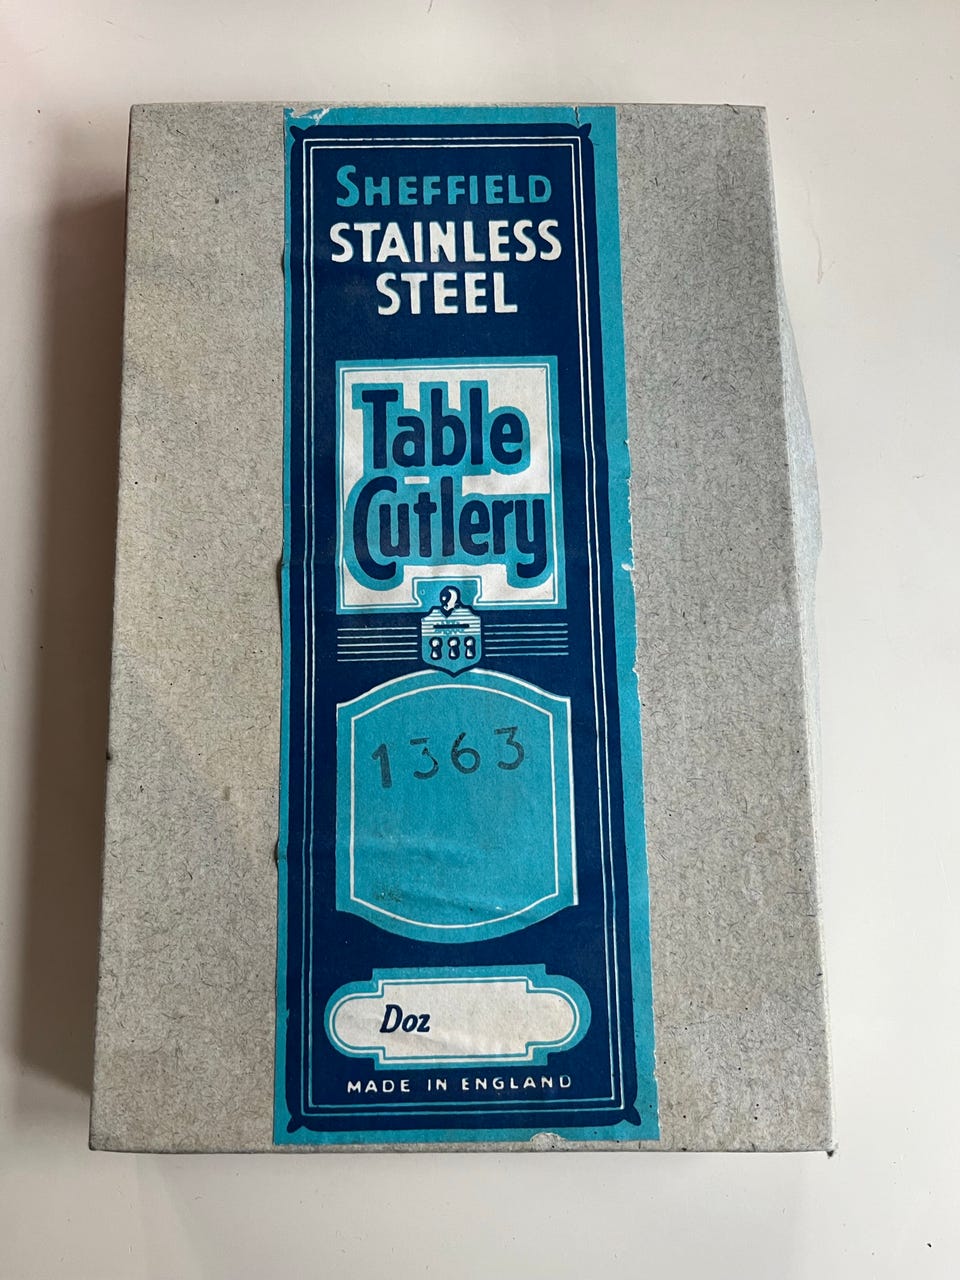 SHEFFIELD
STAINLESS
STEEL
Table
Cutlery
1363
Doz
MADE IN ENGLAND